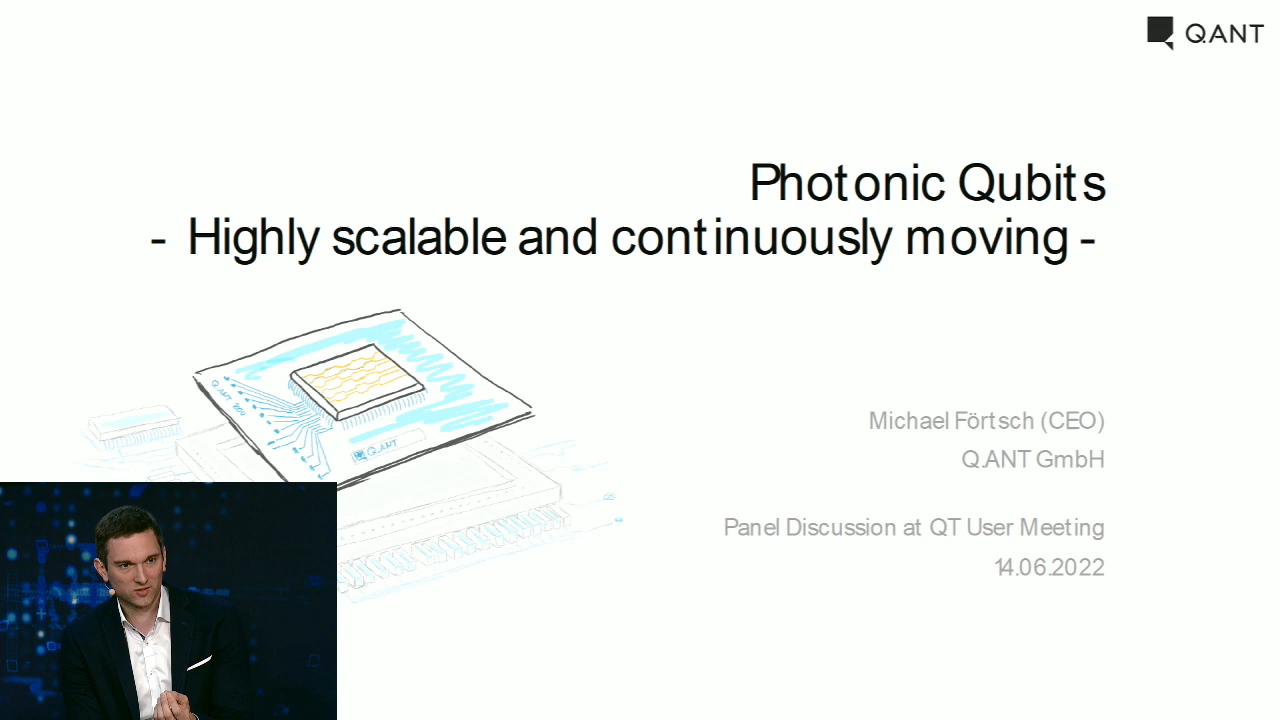 Q.ANT
Photonic Qubits
- Highly scalable and continuously moving -
Q.ANT
Michael Förtsch (CEO)
Q.ANT GmbH
Panel Discussion at QT User Meeting
14.06.2022